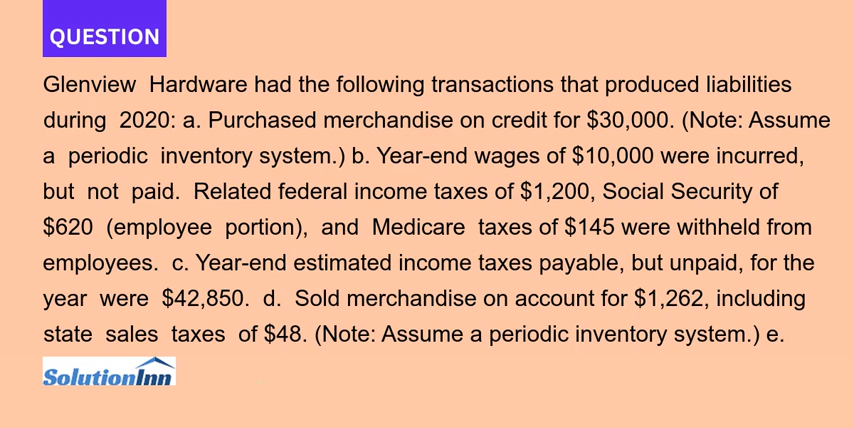 QUESTION
Glenview Hardware had the following transactions that produced liabilities
during 2020: a. Purchased merchandise on credit for $30,000. (Note: Assume
a periodic inventory system.) b. Year-end wages of $10,000 were incurred,
but not paid. Related federal income taxes of $1,200, Social Security of
$620 (employee portion), and Medicare taxes of $145 were withheld from
employees. c. Year-end estimated income taxes payable, but unpaid, for the
year were $42,850. d. Sold merchandise on account for $1,262, including
state sales taxes of $48. (Note: Assume a periodic inventory system.) e.
SolutionInn